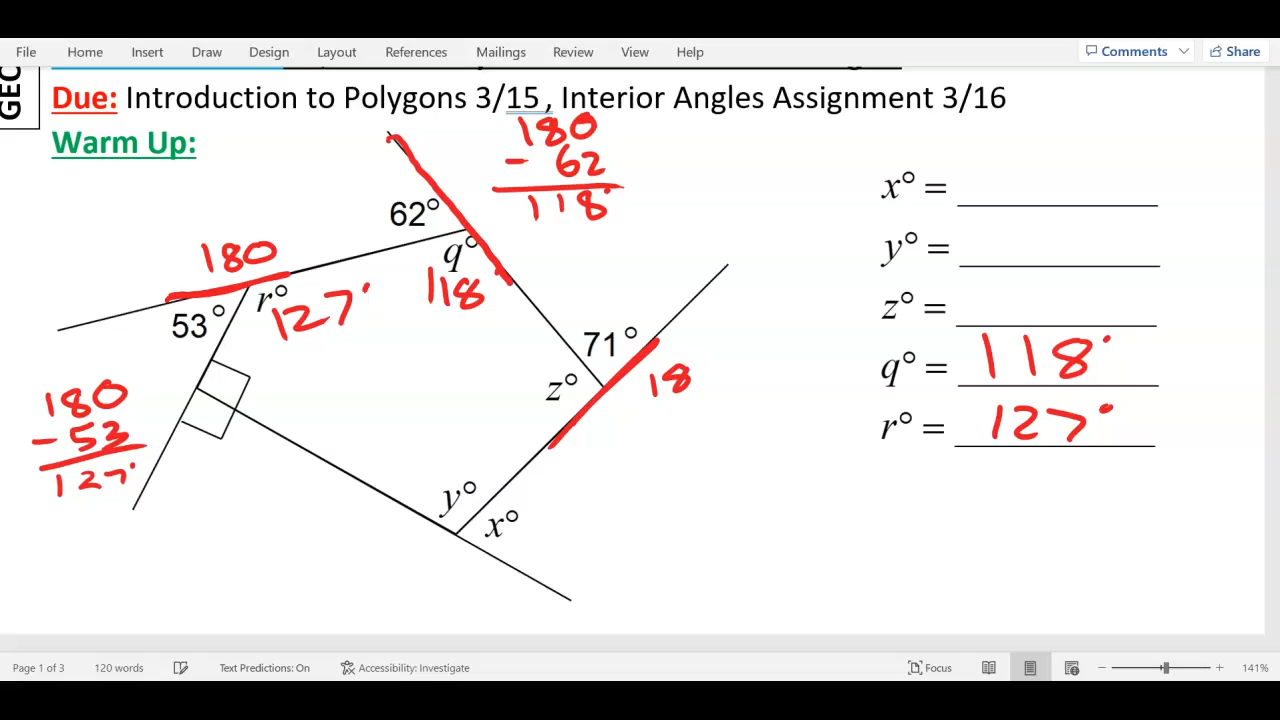 File Home Insert Draw Design Layout References Mailings Review View Help Comments Share
GEO
Due: Introduction to Polygons 3/15, Interior Angles Assignment 3/16
Warm Up:
180
- 62
118°
x° =
62°
180
q°
y° =
118
r°
127°
53°
z° =
71°
18
z°
q° = 118°
180
- 53
127°
r° = 127°
y°
x°
Page 1 of 3 120 words Text Predictions: On Accessibility: Investigate Focus 141%